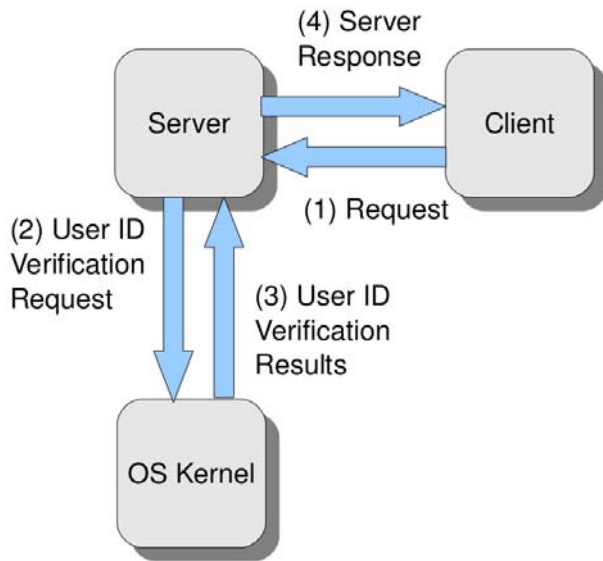 (4) Server
Response
Server
Client
(1) Request
(2) User ID
Verification
Request
(3) User ID
Verification
Results
OS Kernel